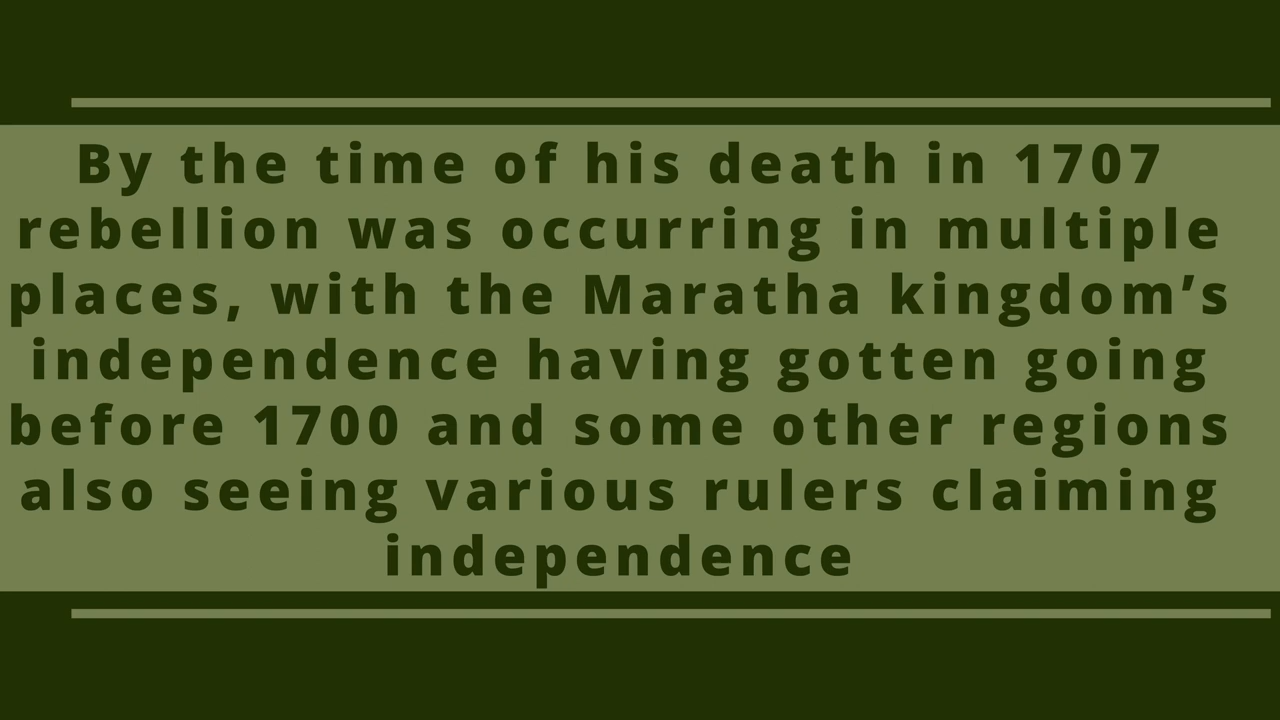 By the time of his death in 1707
rebellion was occurring in multiple
places, with the Maratha kingdom’s
independence having gotten going
before 1700 and some other regions
also seeing various rulers claiming
independence